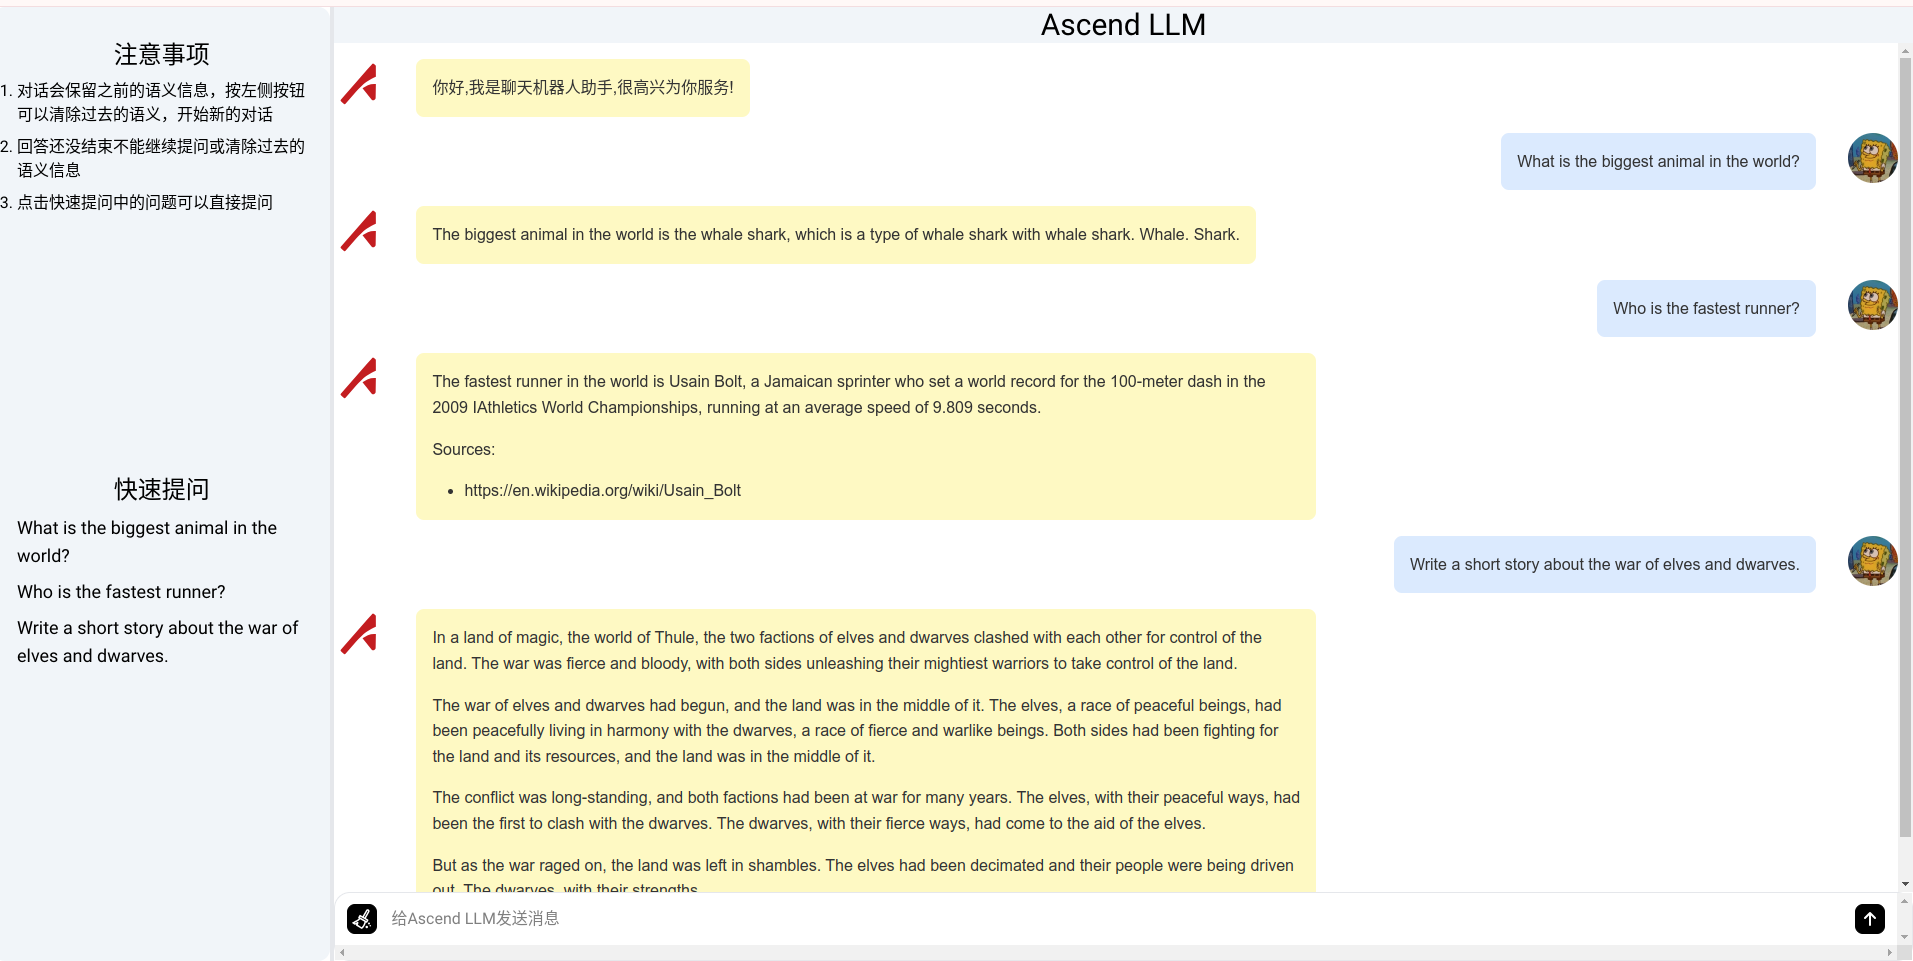 Ascend LLM
注意事项
1. 对话会保留之前的语义信息，按左侧按钮
可以清除过去的语义，开始新的对话
2. 回答还没结束不能继续提问或清除过去的
语义信息
3. 点击快速提问中的问题可以直接提问
快速提问
What is the biggest animal in the
world?
Who is the fastest runner?
Write a short story about the war of
elves and dwarves.
你好,我是聊天机器人助手,很高兴为你服务!
What is the biggest animal in the world?
The biggest animal in the world is the whale shark, which is a type of whale shark with whale shark. Whale. Shark.
Who is the fastest runner?
The fastest runner in the world is Usain Bolt, a Jamaican sprinter who set a world record for the 100-meter dash in the
2009 IAthletics World Championships, running at an average speed of 9.809 seconds.
Sources:
• https://en.wikipedia.org/wiki/Usain_Bolt
Write a short story about the war of elves and dwarves.
In a land of magic, the world of Thule, the two factions of elves and dwarves clashed with each other for control of the
land. The war was fierce and bloody, with both sides unleashing their mightiest warriors to take control of the land.
The war of elves and dwarves had begun, and the land was in the middle of it. The elves, a race of peaceful beings, had
been peacefully living in harmony with the dwarves, a race of fierce and warlike beings. Both sides had been fighting for
the land and its resources, and the land was in the middle of it.
The conflict was long-standing, and both factions had been at war for many years. The elves, with their peaceful ways, had
been the first to clash with the dwarves. The dwarves, with their fierce ways, had come to the aid of the elves.
But as the war raged on, the land was left in shambles. The elves had been decimated and their people were being driven
out. The dwarves, with their strengths
给Ascend LLM发送消息